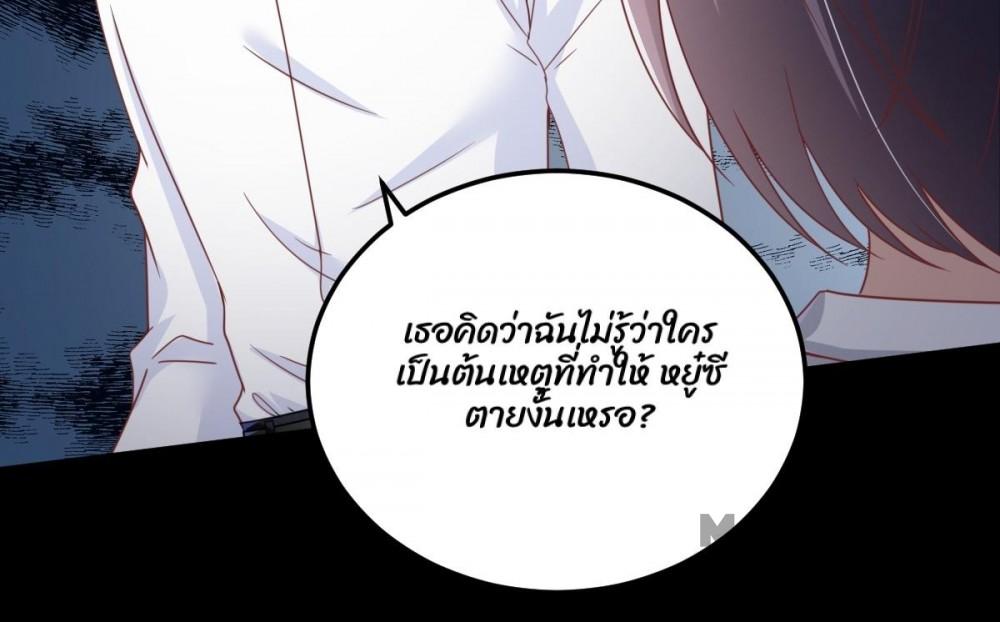 เธอคิดว่าฉันไม่รู้ว่าใคร
เป็นต้นเหตุที่ทำให้ หยู๋ซี
ตายงั้นเหรอ?
M